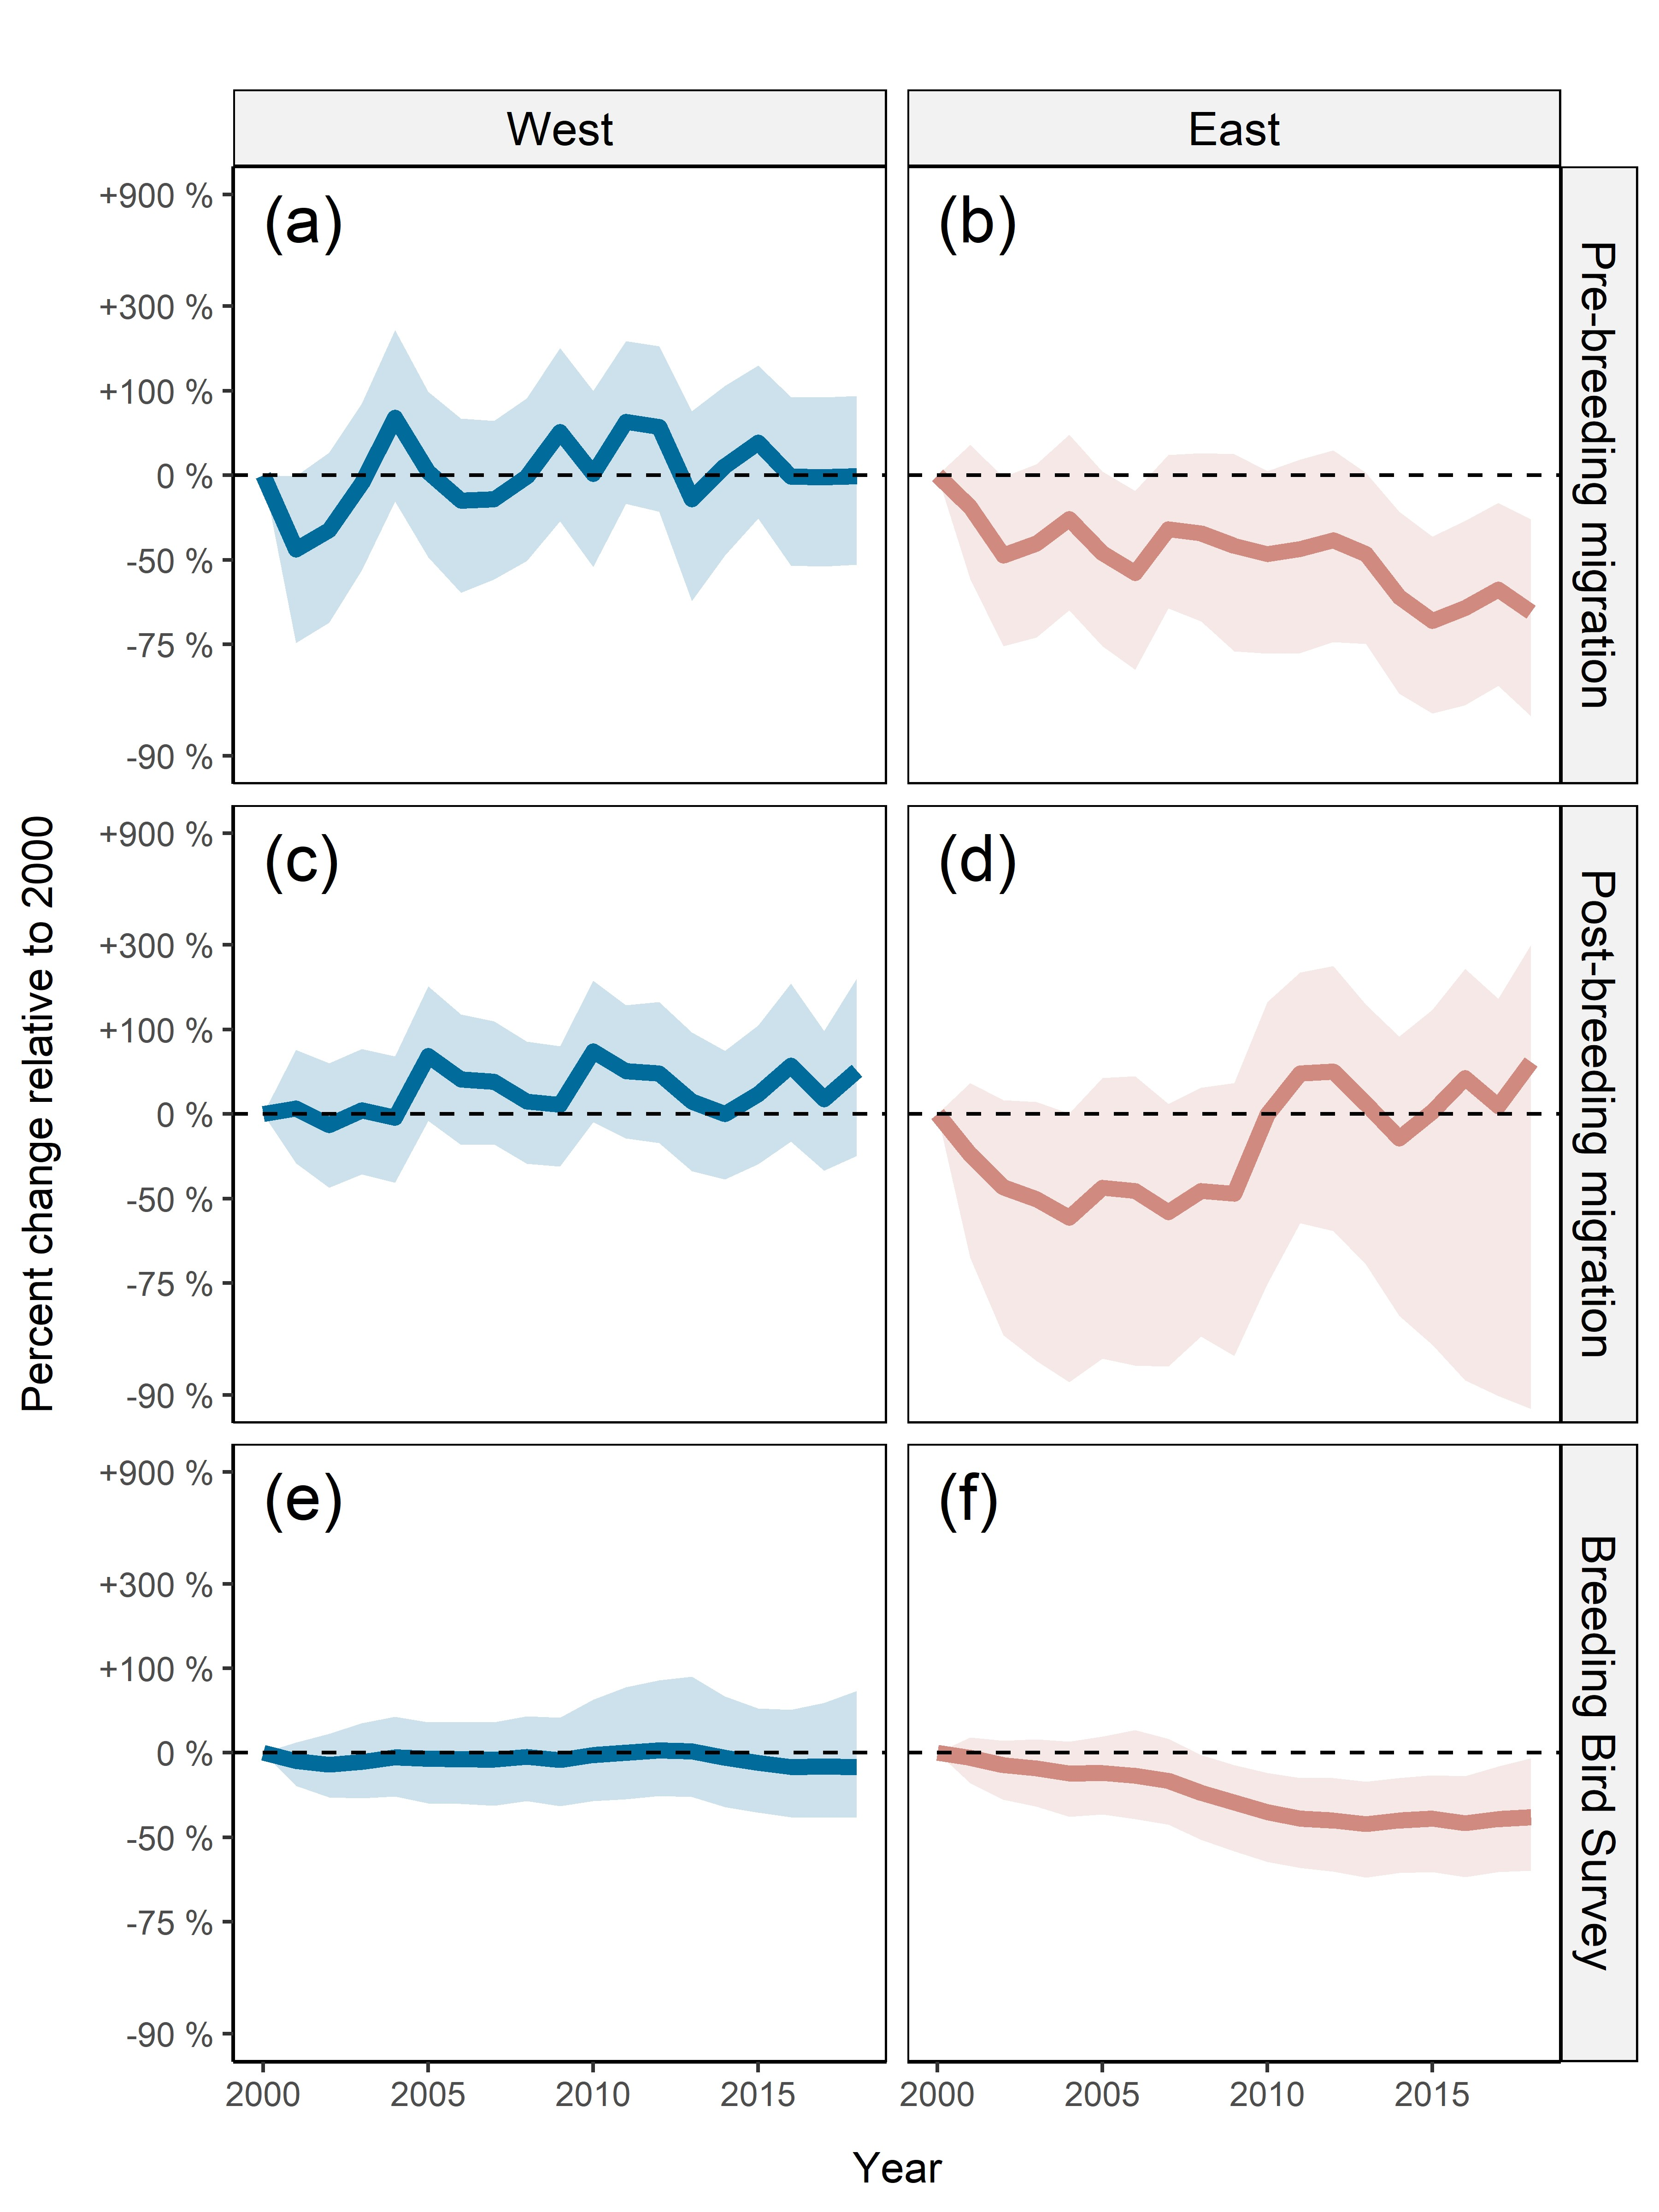 West
East
(a)
(b)
+900 %
+300 %
+100 %
0 %
-50 %
-75 %
-90 %
Pre-breeding migration
(c)
(d)
+900 %
+300 %
+100 %
0 %
-50 %
-75 %
-90 %
Post-breeding migration
(e)
(f)
+900 %
+300 %
+100 %
0 %
-50 %
-75 %
-90 %
Breeding Bird Survey
Percent change relative to 2000
2000 2005 2010 2015
2000 2005 2010 2015
Year